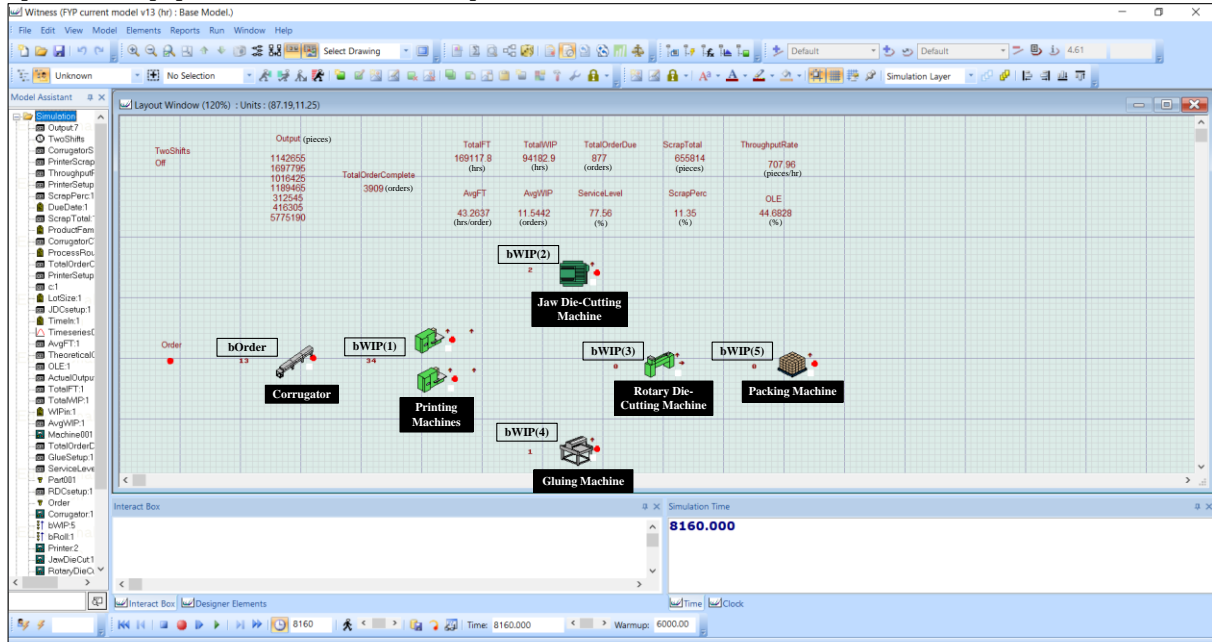 Witness (FYP current model v13 (hr) : Base Model.)
File Edit View Model Elements Reports Run Window Help
Select Drawing
Default
Default
4.61
Unknown
No Selection
Simulation Layer
Model Assistant
Layout Window (120%) : Units : (87.19,11.25)
Simulation
Output:7
TwoShifts
CorrugatorS
PrinterScrap
ThroughputR
PrinterSetup
ScrapPerc:1
DueDate:1
ScrapTotal:
ProductFam
CorrugatorC
ProcessRou
TotalOrderC
PrinterSetup
c:1
LotSize:1
JDCsetup:1
TimeIn:1
TimeseriesD
AvgFT:1
TheoreticalC
OLE:1
ActualOutpu
TotalFT:1
TotalWIP:1
WIPin:1
AvgWIP:1
Machine001
TotalOrderD
GlueSetup:1
ServiceLeve
Part001
RDCsetup:1
Order
Corrugator:1
bWIP:5
bRoll:1
Printer:2
JawDieCut:1
RotaryDieC
TwoShifts
Off
Output (pieces)
1142655
1697795
1016425
1189465
312545
416305
5775190
TotalOrderComplete
3909 (orders)
TotalFT TotalWIP TotalOrderDue ScrapTotal ThroughputRate
169117.8 94182.9 877 655814 707.96
(hrs) (hrs) (orders) (pieces) (pieces/hr)
AvgFT AvgWIP ServiceLevel ScrapPerc OLE
43.2637 11.5442 77.56 11.35 44.6828
(hrs/order) (orders) (%) (%) (%)
bWIP(2)
2
Jaw Die-Cutting
Machine
Order
bOrder
13
Corrugator
bWIP(1)
34
Printing
Machines
bWIP(3)
Rotary Die-
Cutting Machine
bWIP(5)
Packing Machine
bWIP(4)
1
Gluing Machine
Interact Box
Simulation Time
8160.000
Interact Box Designer Elements
Time Clock
8160
Time: 8160.000
Warmup: 6000.00